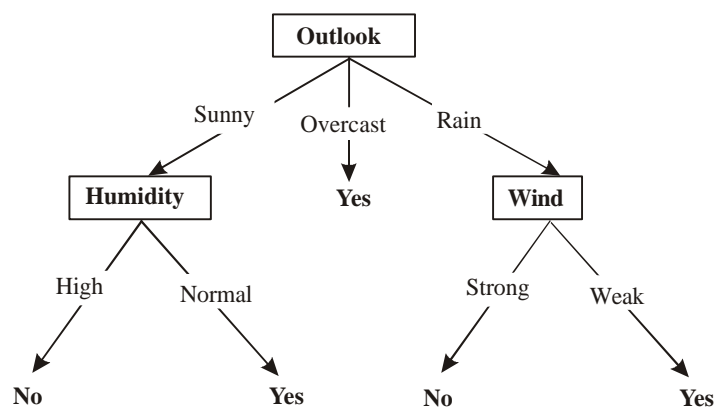 Outlook
Sunny
Overcast
Rain
Humidity
Yes
Wind
High
Normal
Strong
Weak
No
Yes
No
Yes